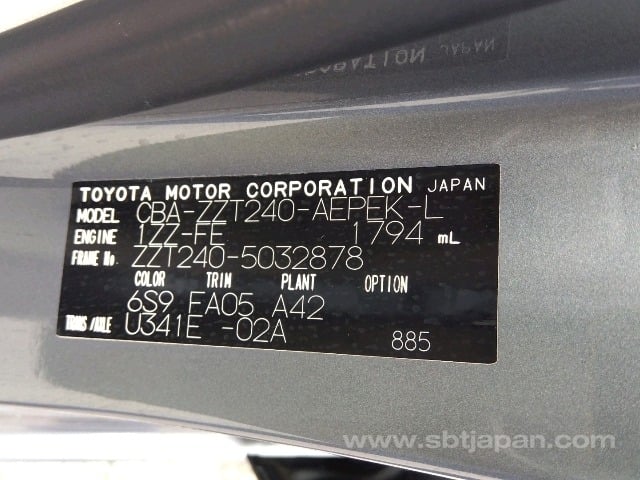 TOYOTA MOTOR CORPORATION JAPAN
MODEL CBA-ZZT240-AEPEK-L
ENGINE 1ZZ-FE 1794 mL
FRAME No. ZZT240-5032878
COLOR TRIM PLANT OPTION
6S9 EA05 A42
TRANS/AXLE U341E -02A
885
www.sbtjapan.com